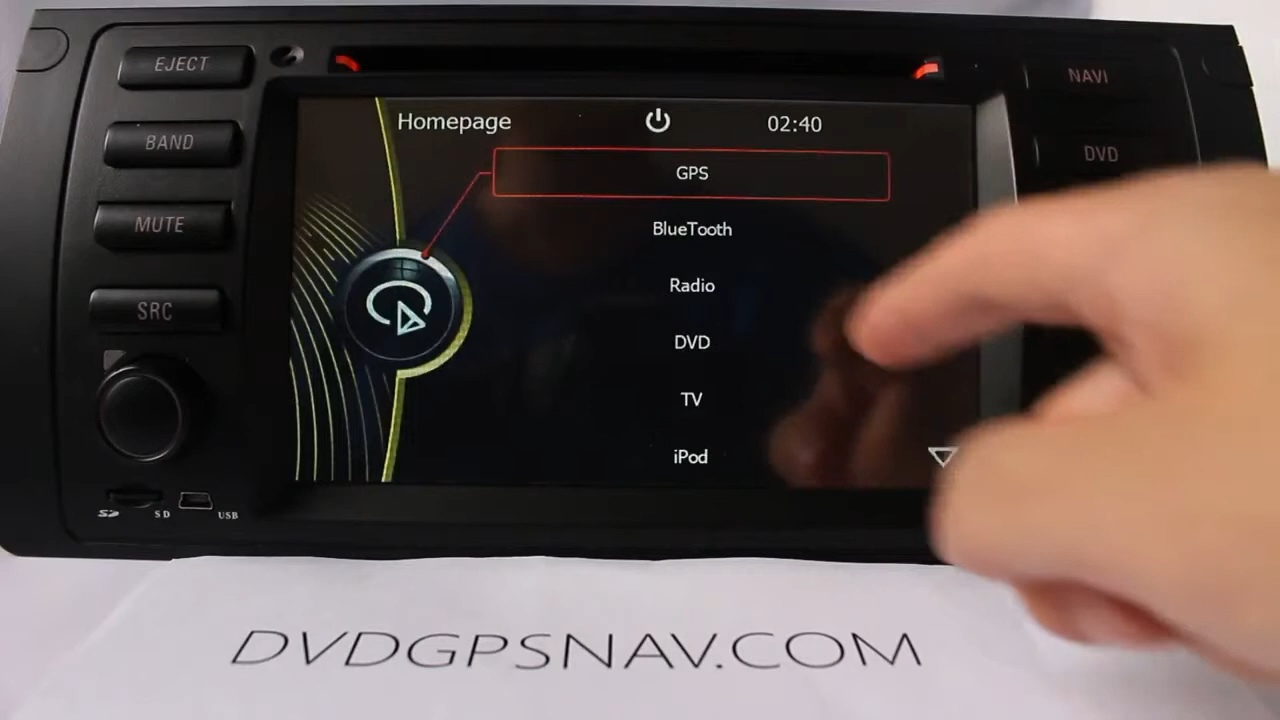 EJECT
BAND
MUTE
SRC
SD
USB
Homepage
02:40
GPS
BlueTooth
Radio
DVD
TV
iPod
NAVI
DVD
DVDGPSNAV.COM